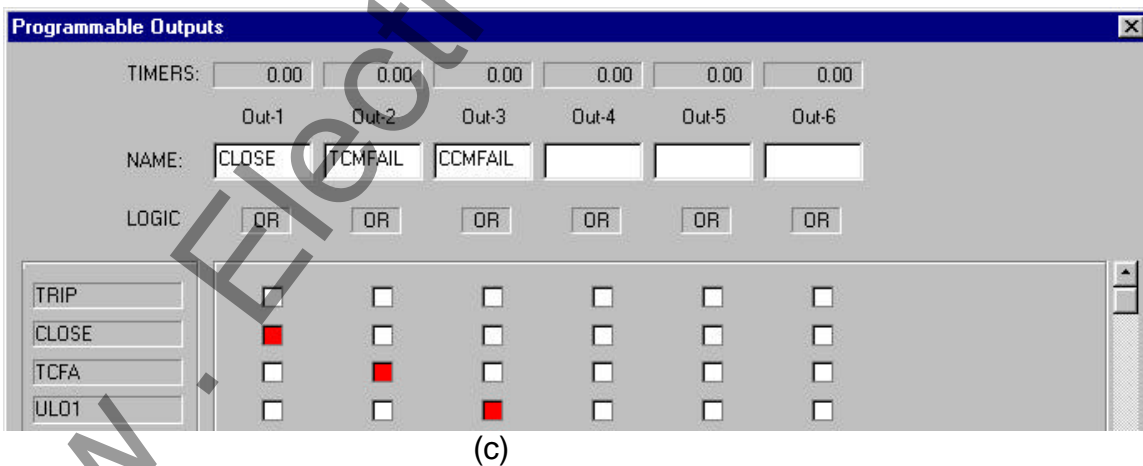 Programmable Outputs
TIMERS: 0.00 0.00 0.00 0.00 0.00 0.00
Out-1 Out-2 Out-3 Out-4 Out-5 Out-6
NAME: CLOSE TCMFAIL CCMFAIL
LOGIC OR OR OR OR OR OR
TRIP
CLOSE
TCFA
ULO1
(c)
w . Electr